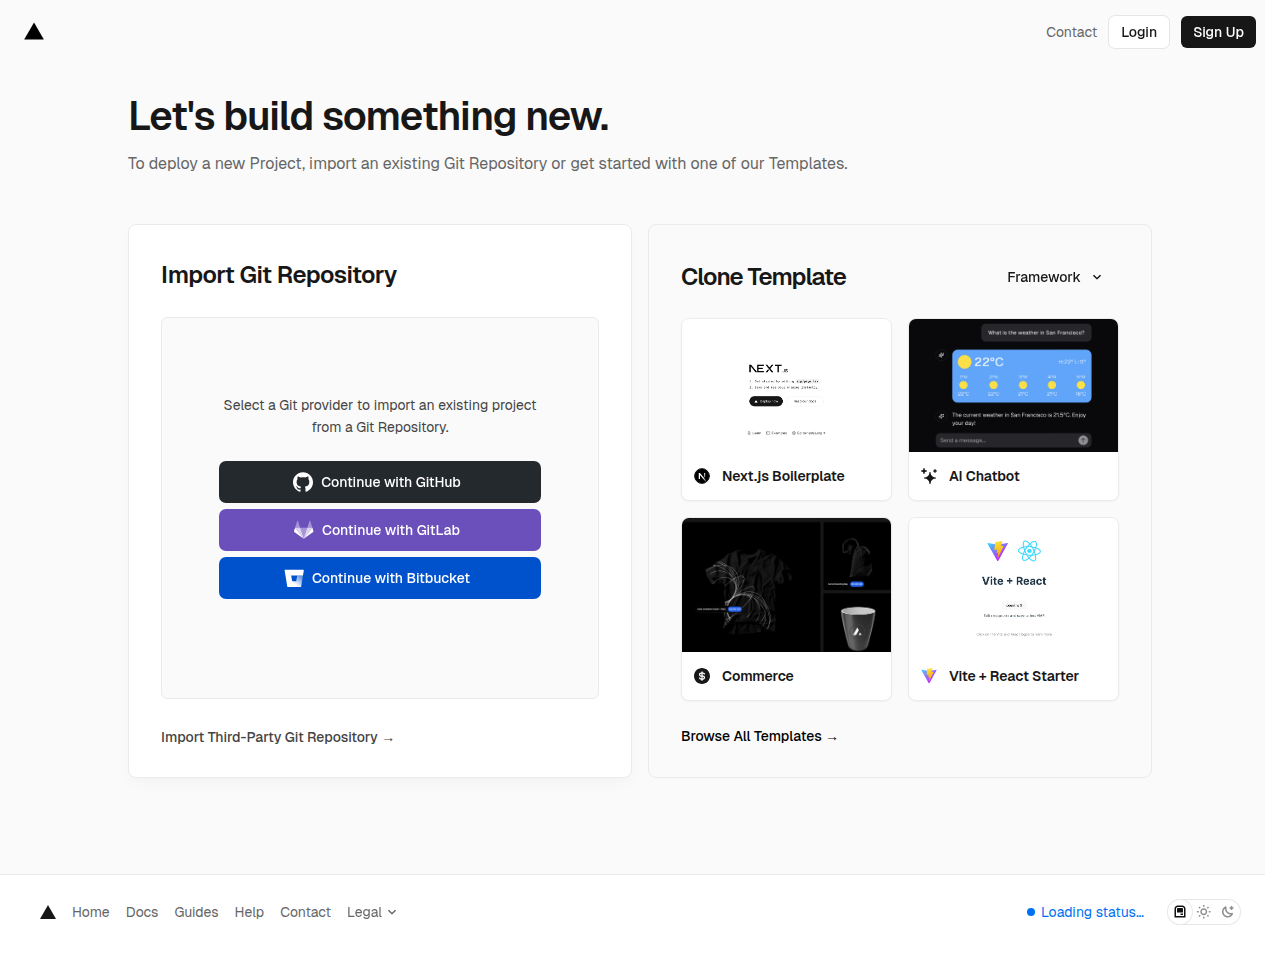 Contact Login Sign Up
Let's build something new.
To deploy a new Project, import an existing Git Repository or get started with one of our Templates.
Import Git Repository
Select a Git provider to import an existing project
from a Git Repository.
Continue with GitHub
Continue with GitLab
Continue with Bitbucket
Import Third-Party Git Repository →
Clone Template
Framework
NEXT.JS
Next.js Boilerplate
What is the weather in San Francisco?
22°C
The current weather in San Francisco is 21.5°C. Enjoy
your day!
Send a message...
AI Chatbot
Commerce
Vite + React
Vite + React Starter
Browse All Templates →
Home Docs Guides Help Contact Legal
Loading status...